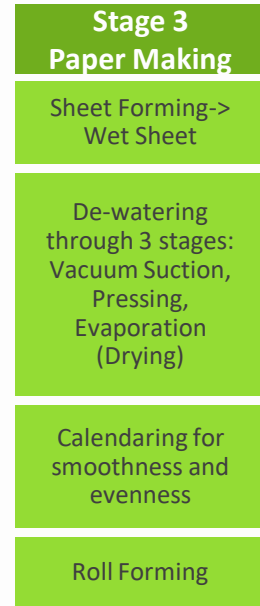 Stage 3
Paper Making
Sheet Forming->
Wet Sheet
De-watering
through 3 stages:
Vacuum Suction,
Pressing,
Evaporation
(Drying)
Calendaring for
smoothness and
evenness
Roll Forming